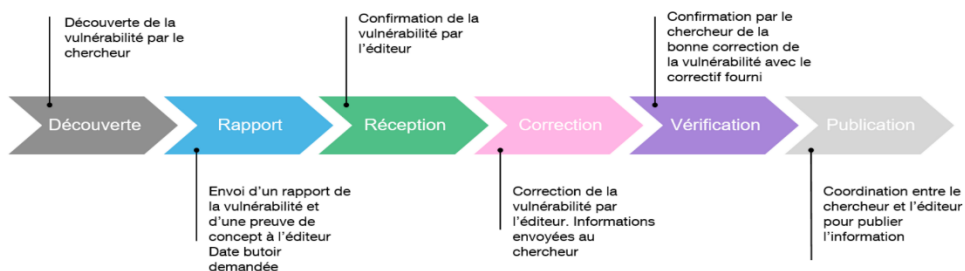 Découverte de la
vulnérabilité par le
chercheur
Confirmation de la
vulnérabilité par
l'éditeur
Confirmation par le
chercheur de la
bonne correction de
la vulnérabilité avec le
correctif fourni
Découverte
Rapport
Réception
Correction
Vérification
Publication
Envoi d'un rapport de
la vulnérabilité et
d'une preuve de
concept à l'éditeur
Date butoir
demandée
Correction de la
vulnérabilité par
l'éditeur. Informations
envoyées au
chercheur
Coordination entre le
chercheur et l'éditeur
pour publier
l'information